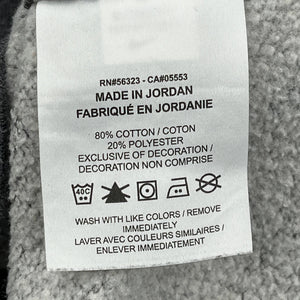 RN#56323 - CA#05553
MADE IN JORDAN
FABRIQUÉ EN JORDANIE
80% COTTON / COTON
20% POLYESTER
EXCLUSIVE OF DECORATION /
DECORATION NON COMPRISE
40C
WASH WITH LIKE COLORS / REMOVE
IMMEDIATELY
LAVER AVEC COULEURS SIMILAIRES /
ENLEVER IMMEDIATEMENT